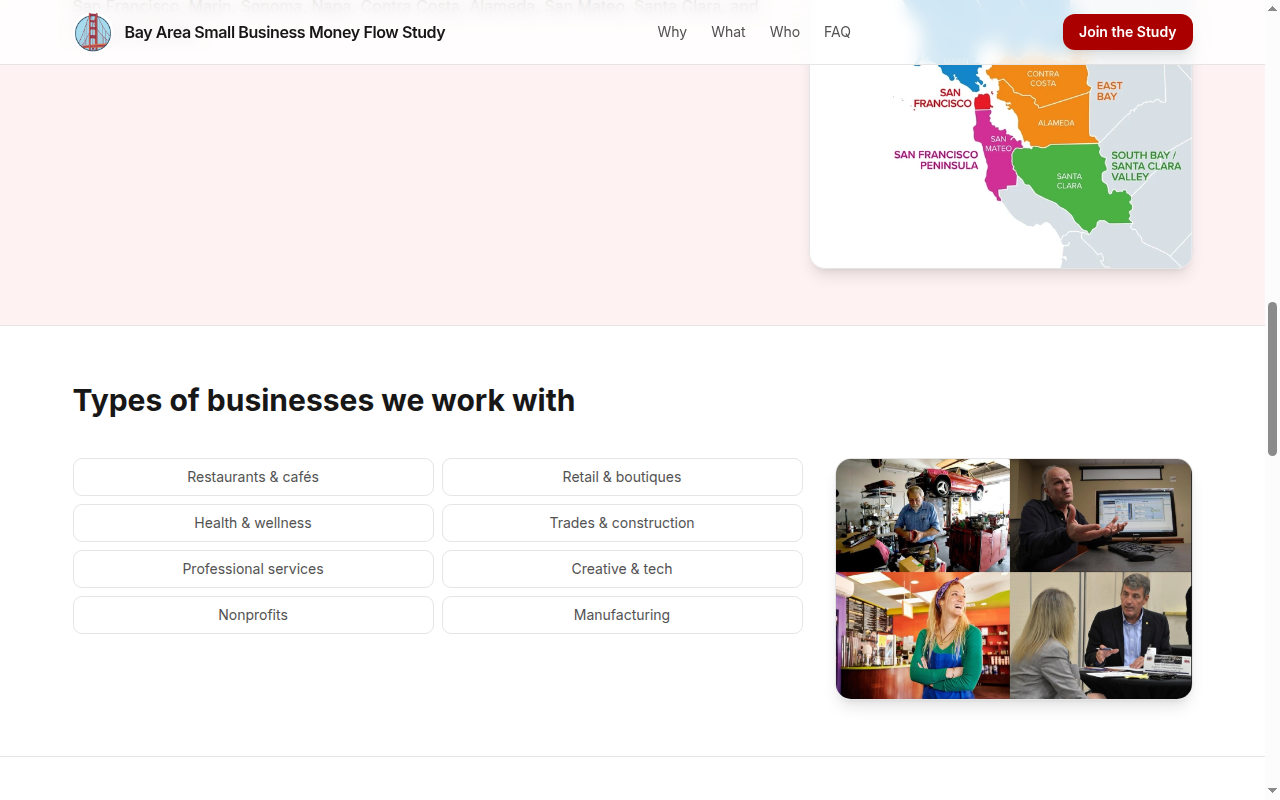 San Francisco, Marin, Sonoma, Napa, Contra Costa, Alameda, San Mateo, Santa Clara, and
Bay Area Small Business Money Flow Study
Why
What
Who
FAQ
Join the Study
CONTRA
COSTA
EAST
BAY
SAN
FRANCISCO
ALAMEDA
SAN
MATEO
SAN FRANCISCO
PENINSULA
SOUTH BAY /
SANTA CLARA
VALLEY
SANTA
CLARA
Types of businesses we work with
Restaurants & cafés
Retail & boutiques
Health & wellness
Trades & construction
Professional services
Creative & tech
Nonprofits
Manufacturing